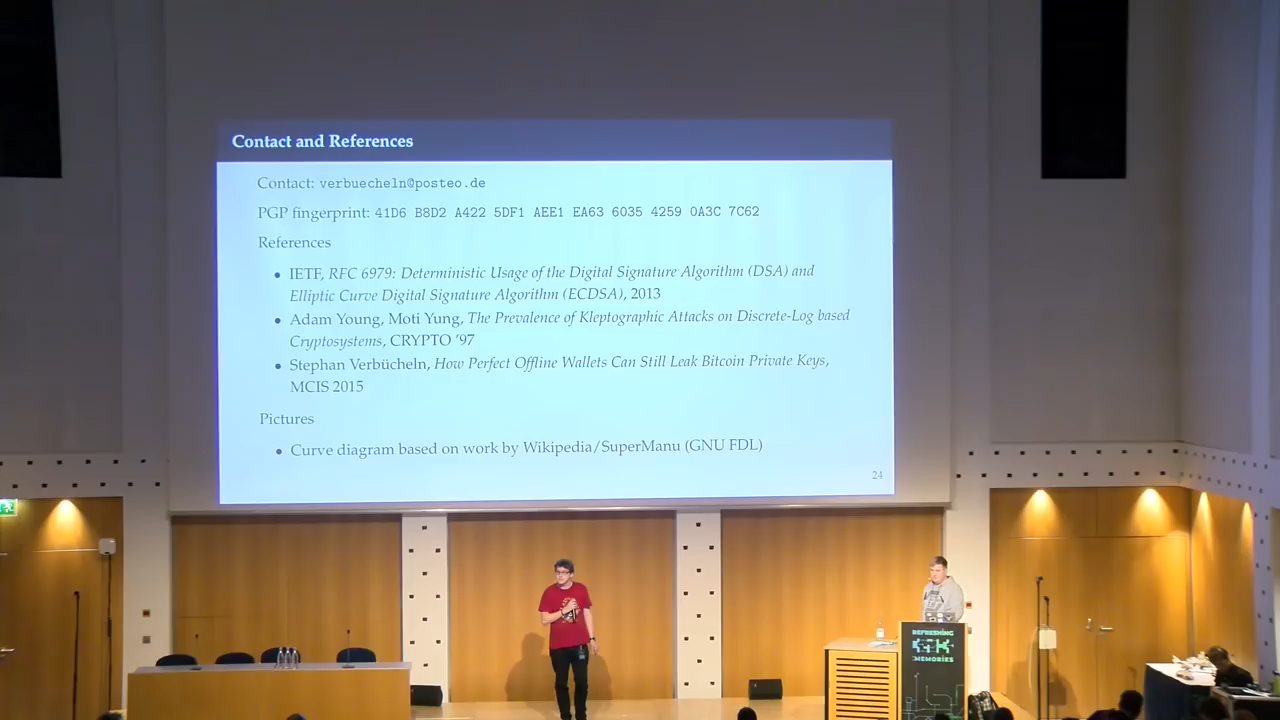 Contact and References
Contact: verbuecheln@posteo.de
PGP fingerprint: 41D6 B8D2 A422 5DF1 AEE1 EA63 6035 4259 0A3C 7C62
References
• IETF, RFC 6979: Deterministic Usage of the Digital Signature Algorithm (DSA) and
Elliptic Curve Digital Signature Algorithm (ECDSA), 2013
• Adam Young, Moti Yung, The Prevalence of Kleptographic Attacks on Discrete-Log based
Cryptosystems, CRYPTO '97
• Stephan Verbücheln, How Perfect Offline Wallets Can Still Leak Bitcoin Private Keys,
MCIS 2015
Pictures
• Curve diagram based on work by Wikipedia/SuperManu (GNU FDL)
24
REFRESHING
MEMORIES